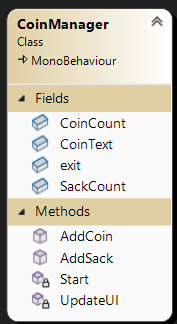 CoinManager
Class
MonoBehaviour
Fields
CoinCount
CoinText
exit
SackCount
Methods
AddCoin
AddSack
Start
UpdateUI